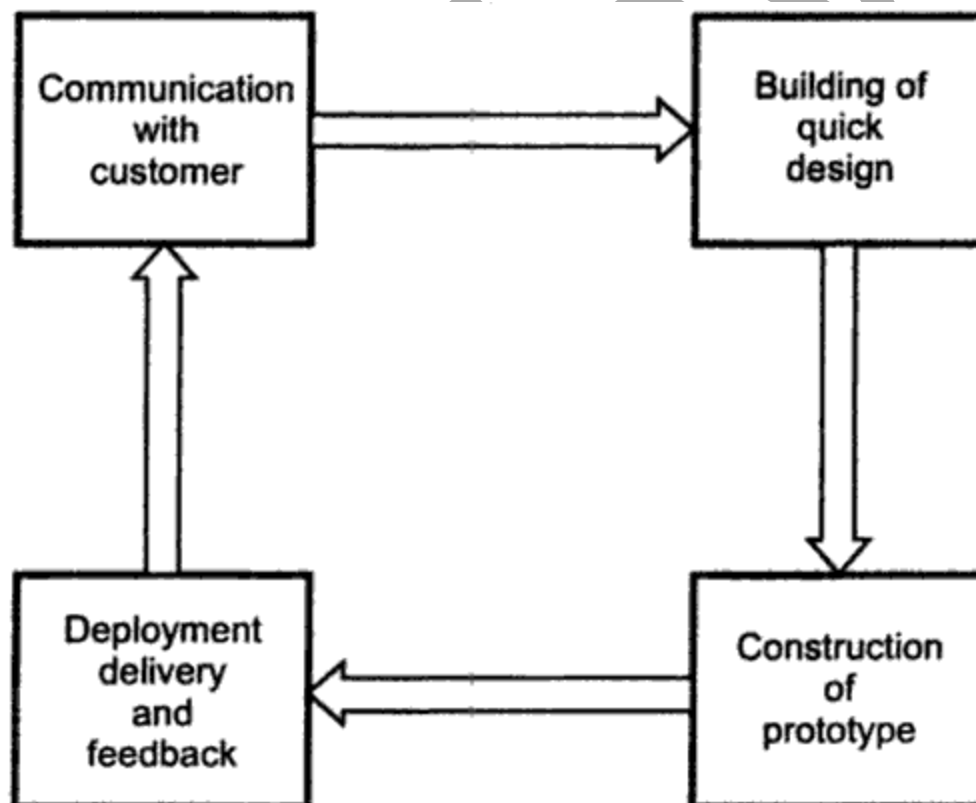 Communication
with
customer
Building of
quick
design
Deployment
delivery
and
feedback
Construction
of
prototype